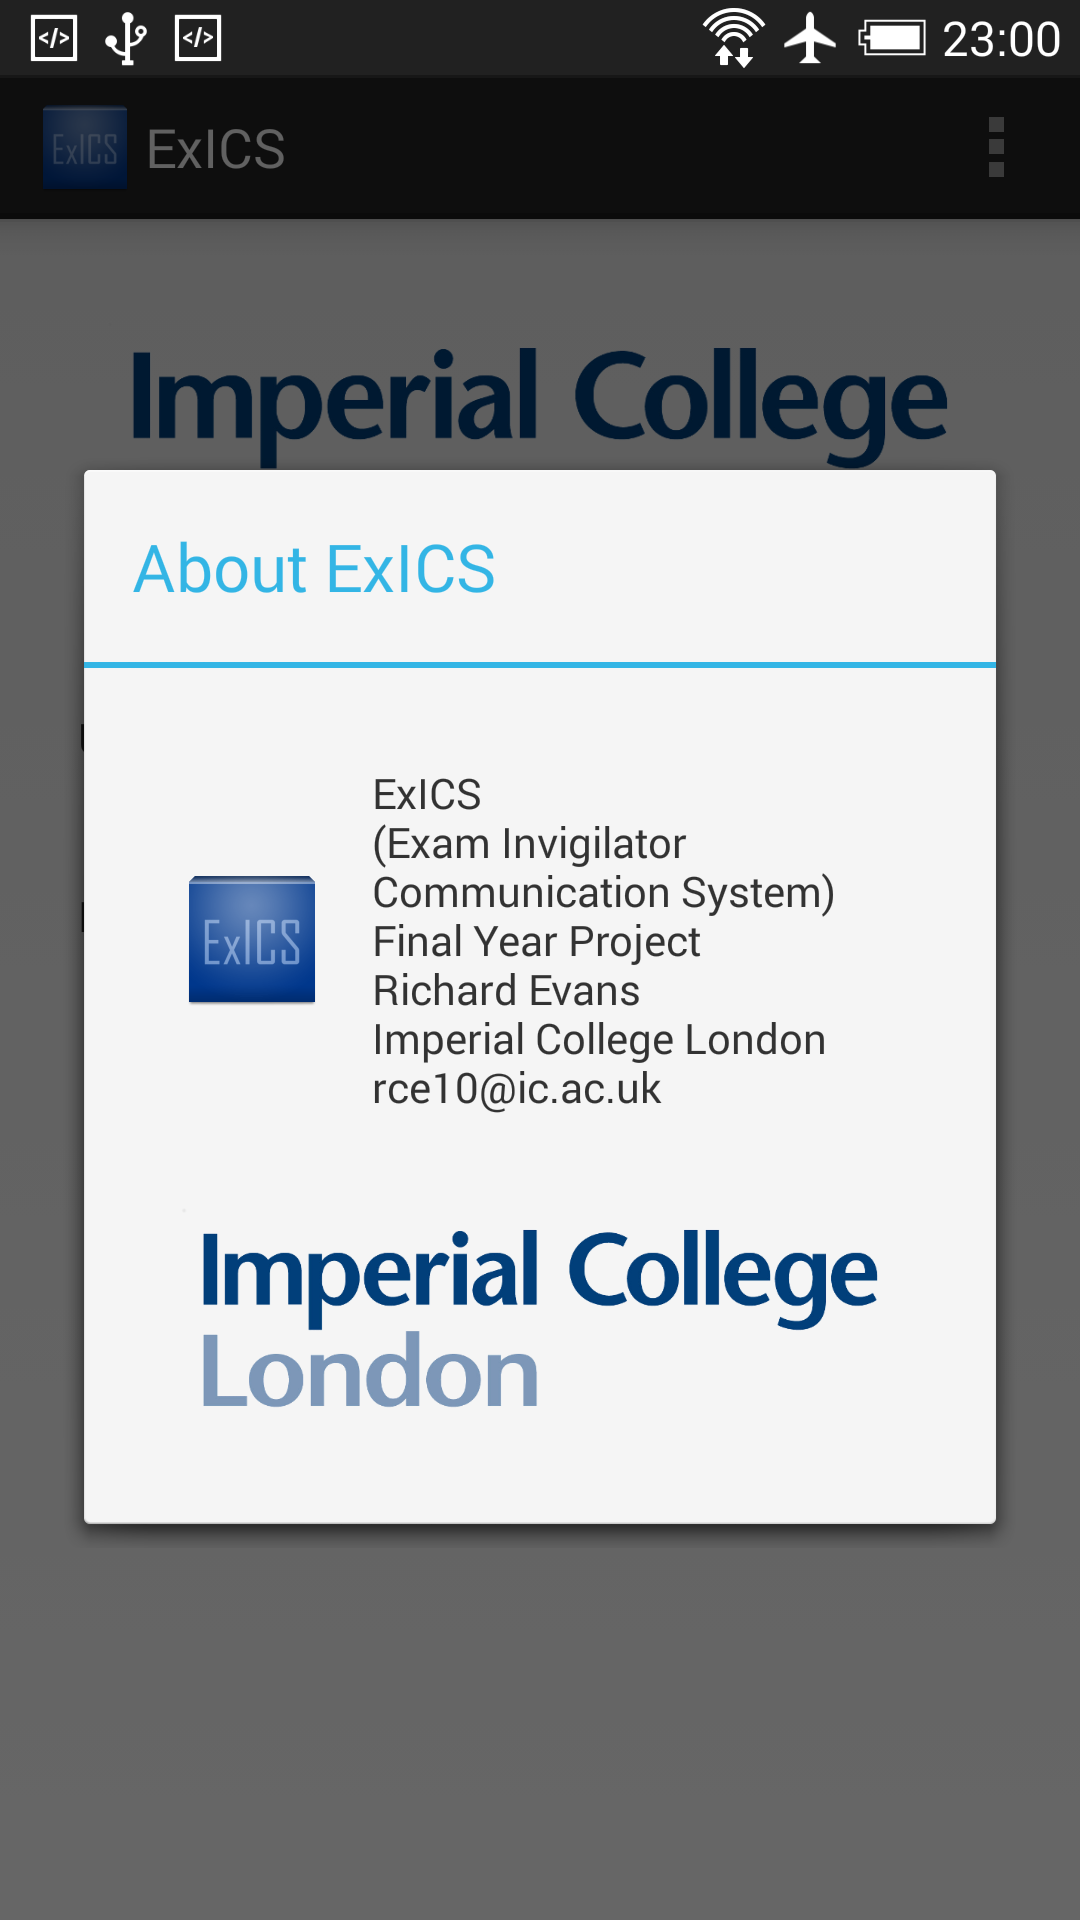 </> </> 23:00
ExICS ExICS
Imperial College
About ExICS
ExICS
(Exam Invigilator
Communication System)
Final Year Project
Richard Evans
Imperial College London
rce10@ic.ac.uk
ExICS
Imperial College
London